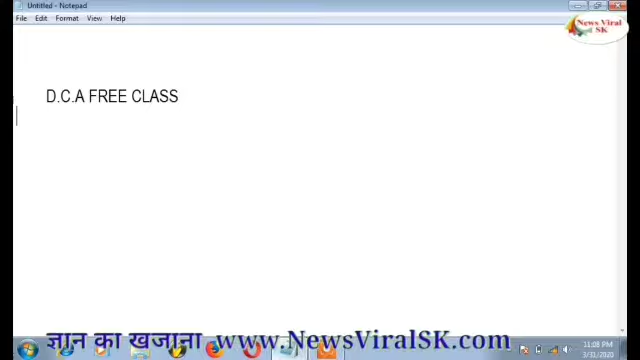 Untitled - Notepad
File Edit Format View Help
News Viral
SK
D.C.A FREE CLASS
ज्ञान का खजाना www.NewsViralSK.com
11:08 PM
3/31/2020